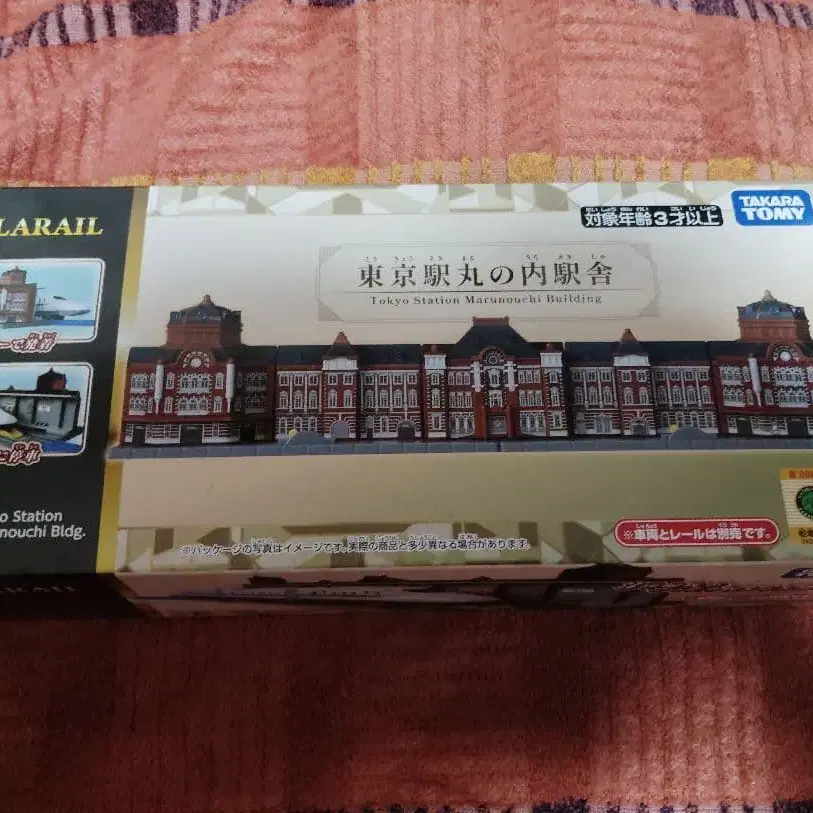 LARAIL
対象年齢3才以上
TAKARA
TOMY
東京駅丸の内駅舎
Tokyo Station Marunouchi Building
停車
o Station
nouchi Bldg.
※パッケージの写真はイメージです。実際の商品と多少異なる場合があります。
※車両とレールは別売です。